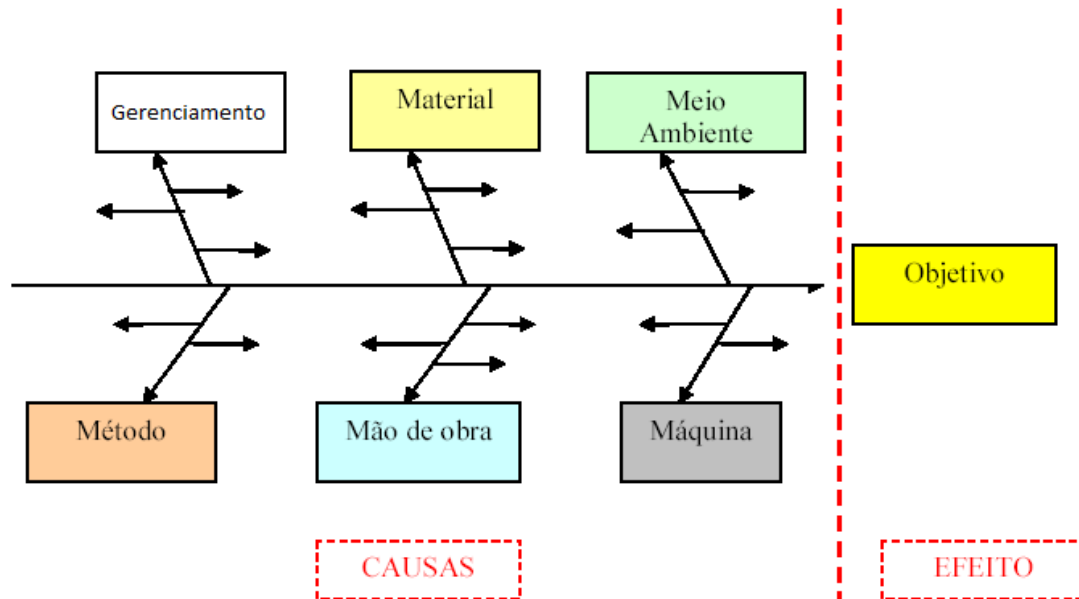 Gerenciamento
Material
Meio
Ambiente
Objetivo
Método
Mão de obra
Máquina
CAUSAS
EFEITO